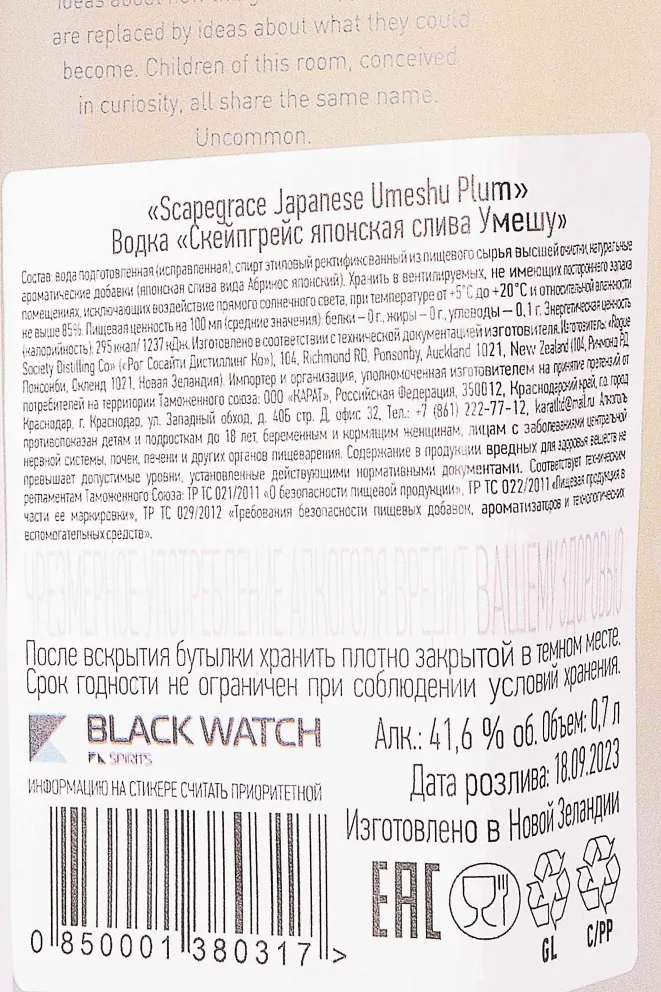 are replaced by ideas about what they could
become. Children of this room, conceived
in curiosity, all share the same name.
Uncommon.
«Scapegrace Japanese Umeshu Plum»
Водка «Скейпгрейс японская слива Умешу»
Состав: вода подготовленная (исправленная), спирт этиловый ректификованный из пищевого сырья высшей очистки, натуральные
ароматические добавки (японская слива вида Абрикос японский). Хранить в вентилируемых, не имеющих постороннего запаха
помещениях, исключающих воздействие прямого солнечного света, при температуре от +5°С до +20°С и относительной влажности
не выше 85%. Пищевая ценность на 100 мл (средние значения): белки – 0 г., жиры – 0 г., углеводы – 0,1 г. Энергетическая ценность
(калорийность): 295 ккал/ 1237 кДж. Изготовлено в соответствии с технической документацией изготовителя. Изготовитель: «Rogue
Society Distilling Co» («Рог Сосайти Дистиллинг Ко»), 104, Richmond RD, Ponsonby, Auckland 1021, New Zealand (104, Ричмонд РД,
Понсонби, Окленд 1021, Новая Зеландия). Импортер и организация, уполномоченная изготовителем на принятие претензий от
потребителей на территории Таможенного союза: ООО «КАРАТ», Российская Федерация, 350012, Краснодарский край, г.о. город
Краснодар, г. Краснодар, ул. Западный обход, д. 40Б стр. Д, офис 32, Тел.: +7 (861) 222-77-12, karalltd@mail.ru. Алкоголь
противопоказан детям и подросткам до 18 лет, беременным и кормящим женщинам, лицам с заболеваниями центральной
нервной системы, почек, печени и других органов пищеварения. Содержание в продукции вредных для здоровья веществ не
превышает допустимые уровни, установленные действующими нормативными документами. Соответствует техническим
регламентам Таможенного Союза: ТР ТС 021/2011 «О безопасности пищевой продукции», ТР ТС 022/2011 «Пищевая продукция в
части ее маркировки», ТР ТС 029/2012 «Требования безопасности пищевых добавок, ароматизаторов и технологических
вспомогательных средств».
ЧРЕЗМЕРНОЕ УПОТРЕБЛЕНИЕ АЛКОГОЛЯ ВРЕДИТ ВАШЕМУ ЗДОРОВЬЮ
После вскрытия бутылки хранить плотно закрытой в темном месте.
Срок годности не ограничен при соблюдении условий хранения.
BLACK WATCH
SPIRITS
Алк.: 41,6 % об. Объем: 0,7 л
Дата розлива: 18.09.2023
ИНФОРМАЦИЮ НА СТИКЕРЕ СЧИТАТЬ ПРИОРИТЕТНОЙ
Изготовлено в Новой Зеландии
EAC
GL
C/PP
0 850001 380317 >